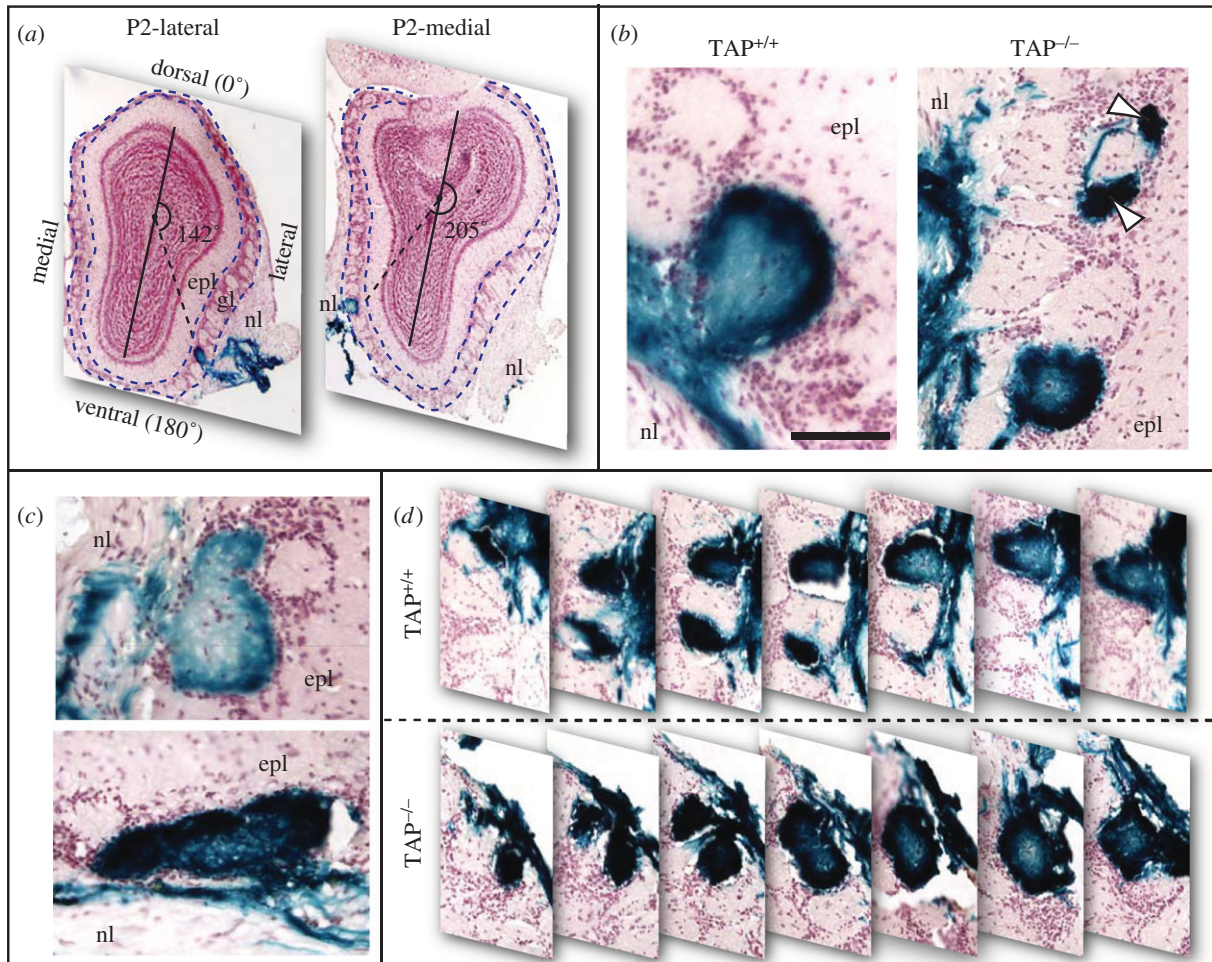 (a)
P2-lateral
P2-medial
dorsal (0°)
medial
142°
epl
gl
nl
lateral
ventral (180°)
205°
nl
nl
(b)
TAP+/+
TAP–/–
epl
nl
nl
epl
(c)
nl
epl
epl
nl
(d)
TAP+/+
TAP–/–